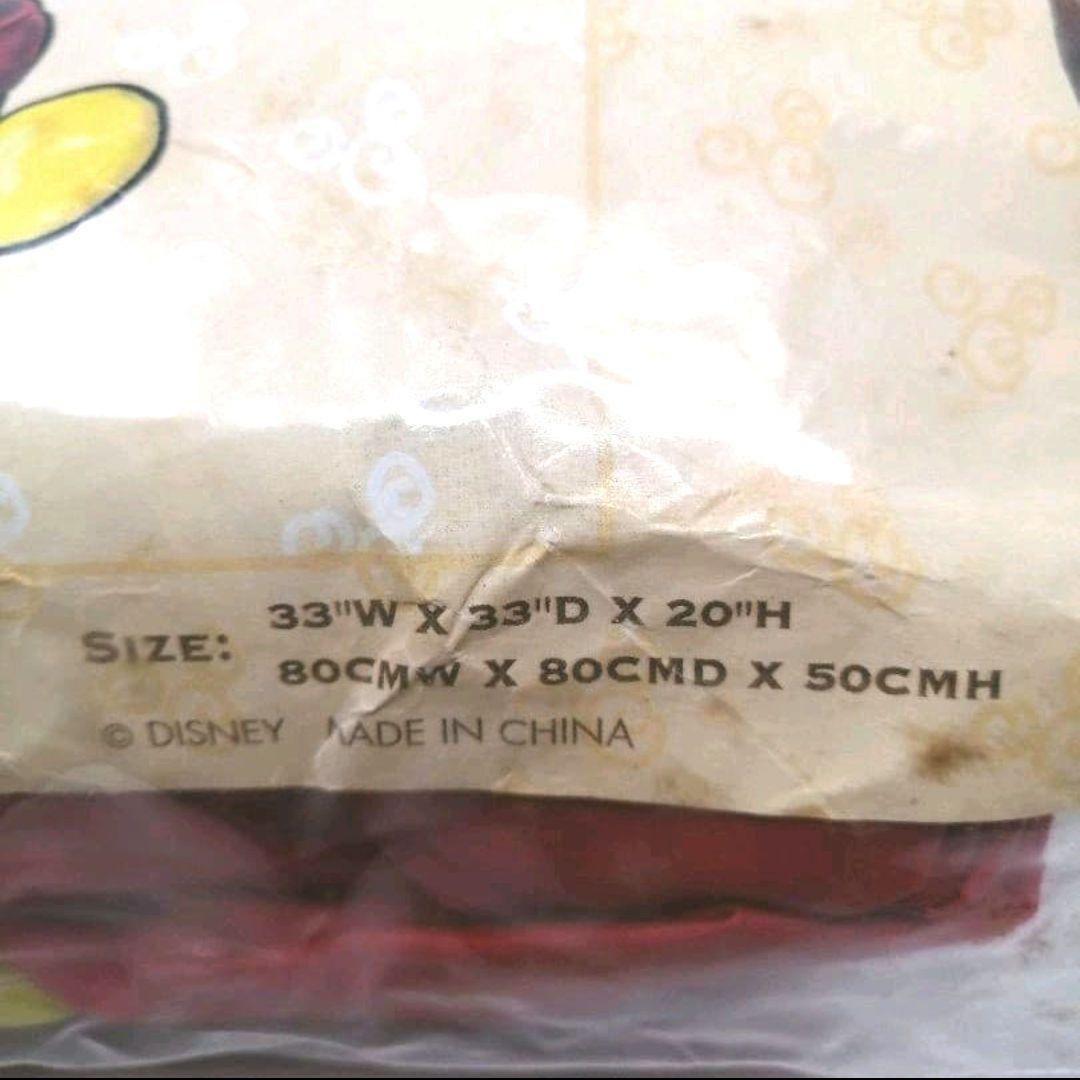 SIZE:
33"W X 33"D X 20"H
80CMW X 80CMD X 50CMH
© DISNEY MADE IN CHINA